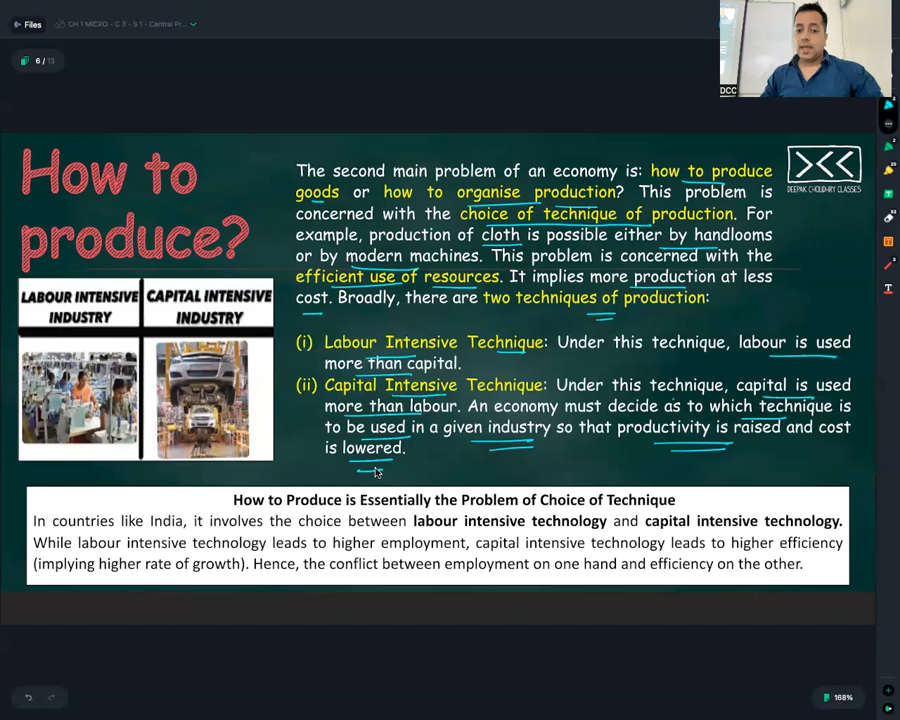 Files
CH 1 MICRO - C 3 - S 1 - Central Pr...
6 / 13
DCC
How to
produce?
LABOUR INTENSIVE
INDUSTRY
CAPITAL INTENSIVE
INDUSTRY
The second main problem of an economy is: how to produce
goods or how to organise production? This problem is
concerned with the choice of technique of production. For
example, production of cloth is possible either by handlooms
or by modern machines. This problem is concerned with the
efficient use of resources. It implies more production at less
cost. Broadly, there are two techniques of production:
DEEPAK CHOUDHRY CLASSES
(i) Labour Intensive Technique: Under this technique, labour is used
more than capital.
(ii) Capital Intensive Technique: Under this technique, capital is used
more than labour. An economy must decide as to which technique is
to be used in a given industry so that productivity is raised and cost
is lowered.
How to Produce is Essentially the Problem of Choice of Technique
In countries like India, it involves the choice between labour intensive technology and capital intensive technology.
While labour intensive technology leads to higher employment, capital intensive technology leads to higher efficiency
(implying higher rate of growth). Hence, the conflict between employment on one hand and efficiency on the other.
168%